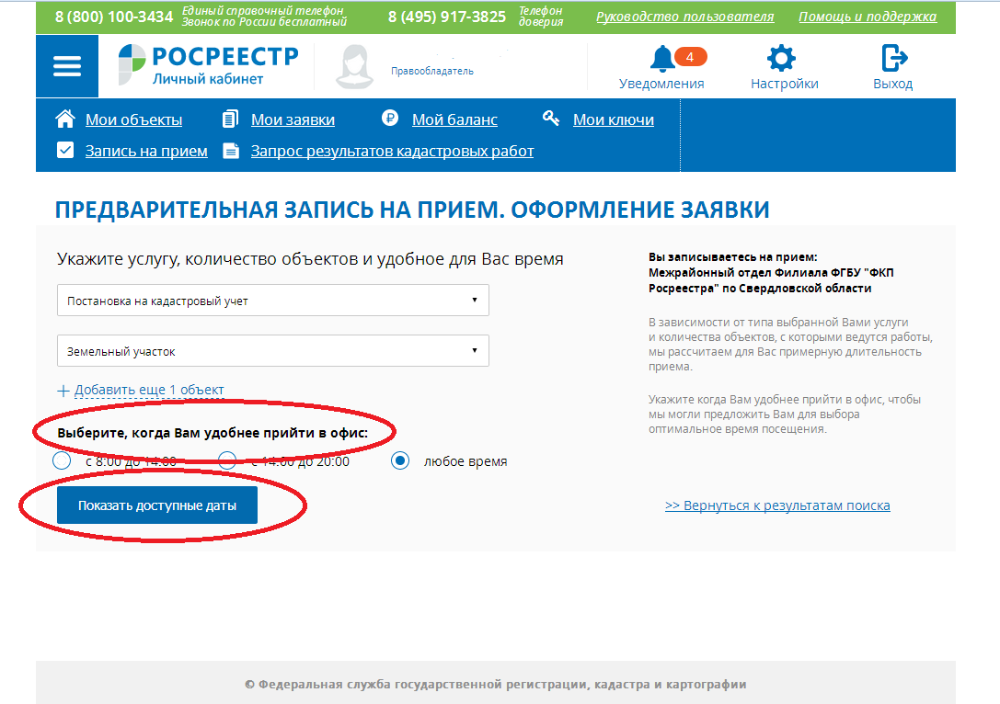 8 (800) 100-3434 Единый справочный телефон
Звонок по России бесплатный
8 (495) 917-3825 Телефон
доверия
Руководство пользователя Помощь и поддержка
РОСРЕЕСТР
Личный кабинет
Правообладатель
4
Уведомления Настройки Выход
Мои объекты Мои заявки Мой баланс Мои ключи
Запись на прием Запрос результатов кадастровых работ
ПРЕДВАРИТЕЛЬНАЯ ЗАПИСЬ НА ПРИЕМ. ОФОРМЛЕНИЕ ЗАЯВКИ
Укажите услугу, количество объектов и удобное для Вас время
Постановка на кадастровый учет
Земельный участок
+ Добавить еще 1 объект
Выберите, когда Вам удобнее прийти в офис:
с 8:00 до 14:00 с 14:00 до 20:00 любое время
Показать доступные даты
Вы записываетесь на прием:
Межрайонный отдел Филиала ФГБУ "ФКП
Росреестра" по Свердловской области
В зависимости от типа выбранной Вами услуги
и количества объектов, с которыми ведутся работы,
мы рассчитаем для Вас примерную длительность
приема.
Укажите когда Вам удобнее прийти в офис, чтобы
мы могли предложить Вам для выбора
оптимальное время посещения.
>> Вернуться к результатам поиска
© Федеральная служба государственной регистрации, кадастра и картографии